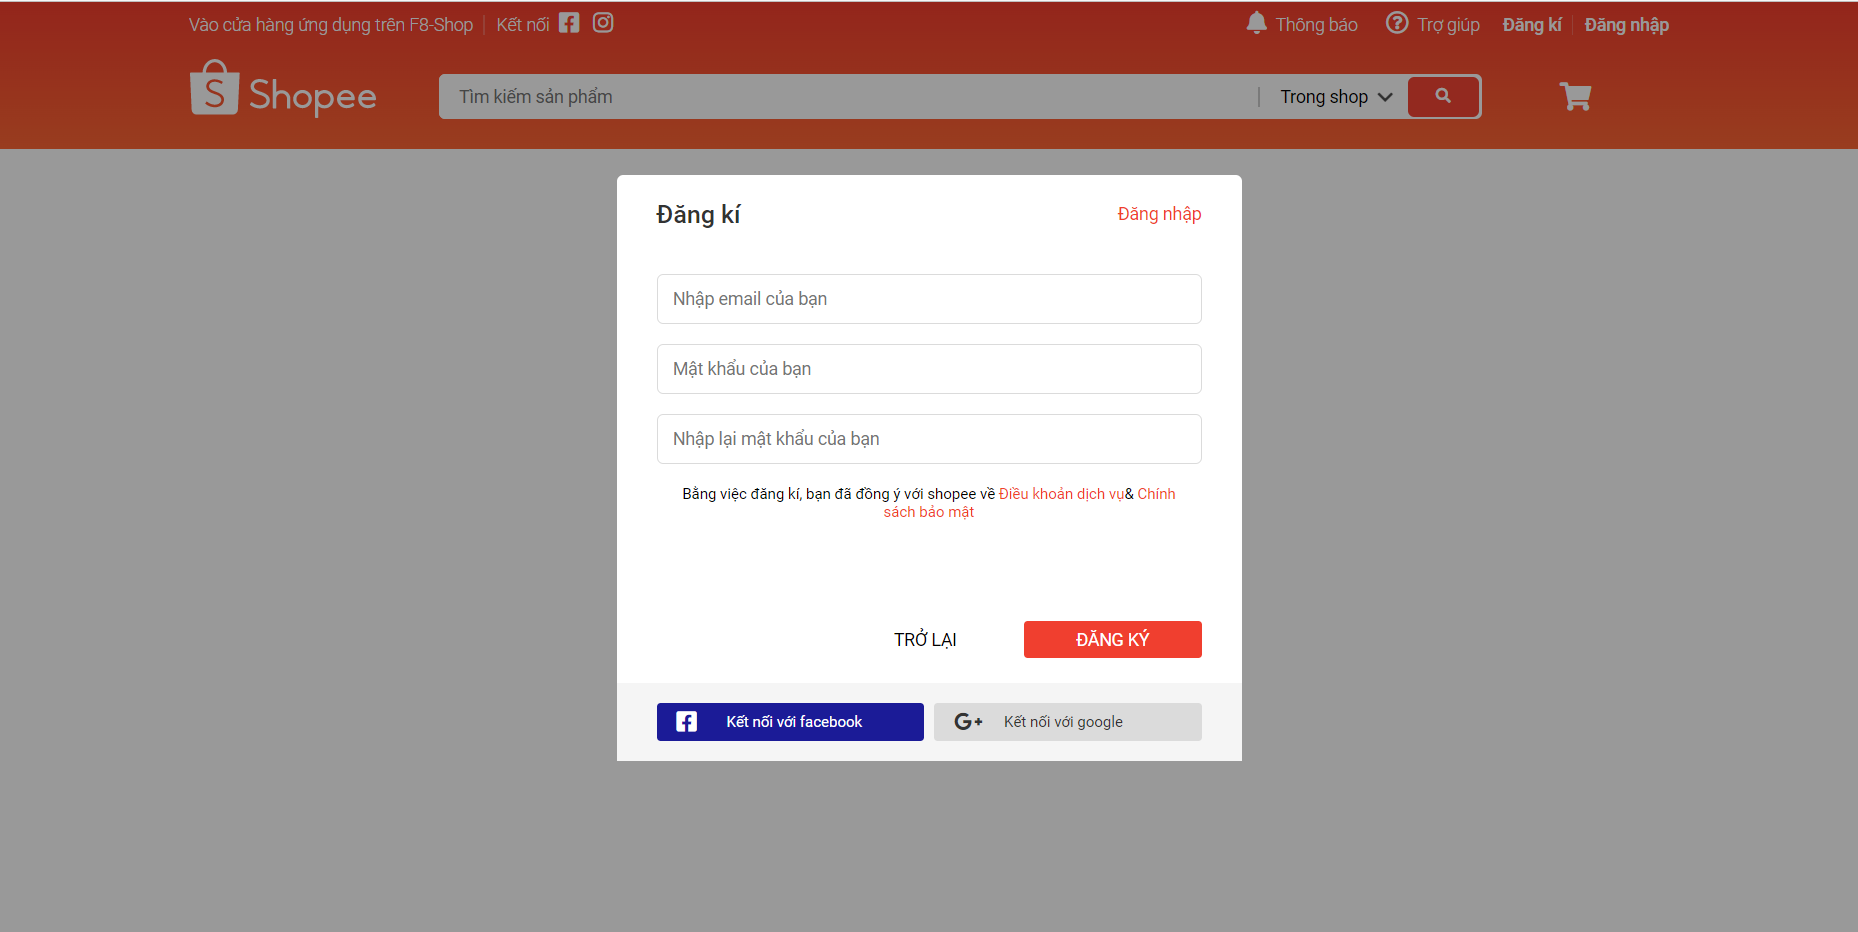 Vào cửa hàng ứng dụng trên F8-Shop Kết nối Thông báo Trợ giúp Đăng kí Đăng nhập
S Shopee Tìm kiếm sản phẩm Trong shop
Đăng kí Đăng nhập
Nhập email của bạn
Mật khẩu của bạn
Nhập lại mật khẩu của bạn
Bằng việc đăng kí, bạn đã đồng ý với shopee về Điều khoản dịch vụ& Chính
sách bảo mật
TRỞ LẠI ĐĂNG KÝ
Kết nối với facebook G+ Kết nối với google